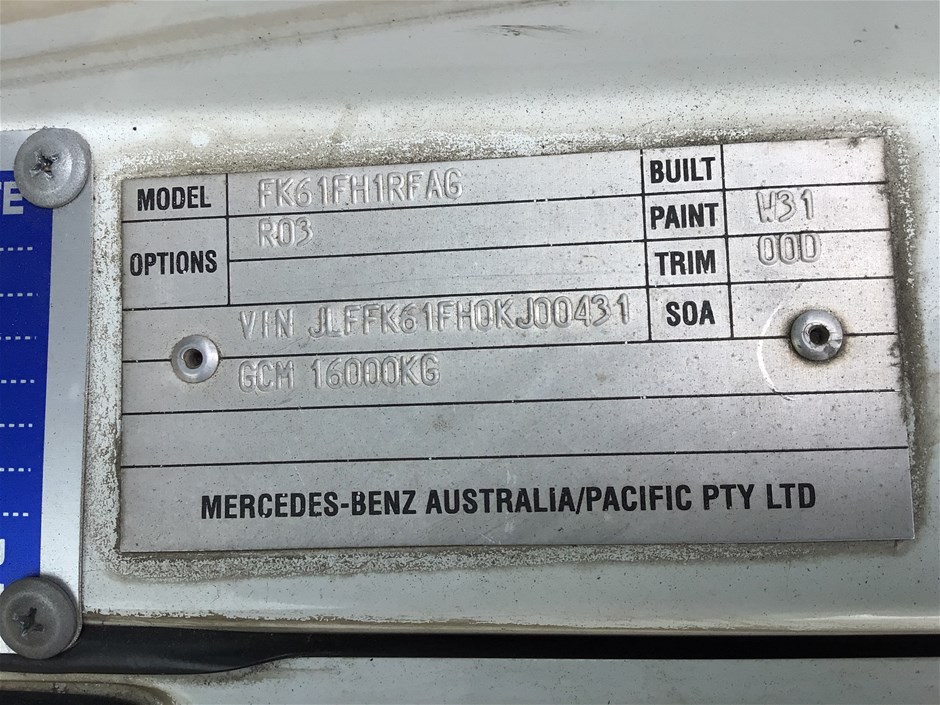 MODEL FK61FH1RFAG BUILT
OPTIONS R03 PAINT W31
TRIM 00D
VIN JLFFK61FH0KJ00431 SOA
GCM 16000KG
MERCEDES-BENZ AUSTRALIA/PACIFIC PTY LTD